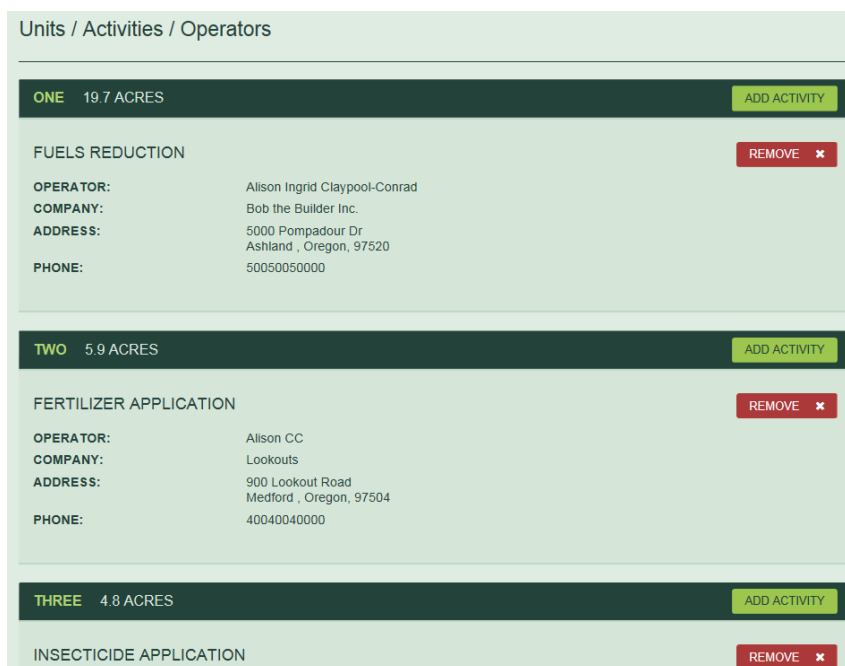 Units / Activities / Operators
ONE 19.7 ACRES ADD ACTIVITY
FUELS REDUCTION REMOVE ✖
OPERATOR: Alison Ingrid Claypool-Conrad
COMPANY: Bob the Builder Inc.
ADDRESS: 5000 Pompadour Dr
Ashland , Oregon, 97520
PHONE: 50050050000
TWO 5.9 ACRES ADD ACTIVITY
FERTILIZER APPLICATION REMOVE ✖
OPERATOR: Alison CC
COMPANY: Lookouts
ADDRESS: 900 Lookout Road
Medford , Oregon, 97504
PHONE: 40040040000
THREE 4.8 ACRES ADD ACTIVITY
INSECTICIDE APPLICATION REMOVE ✖